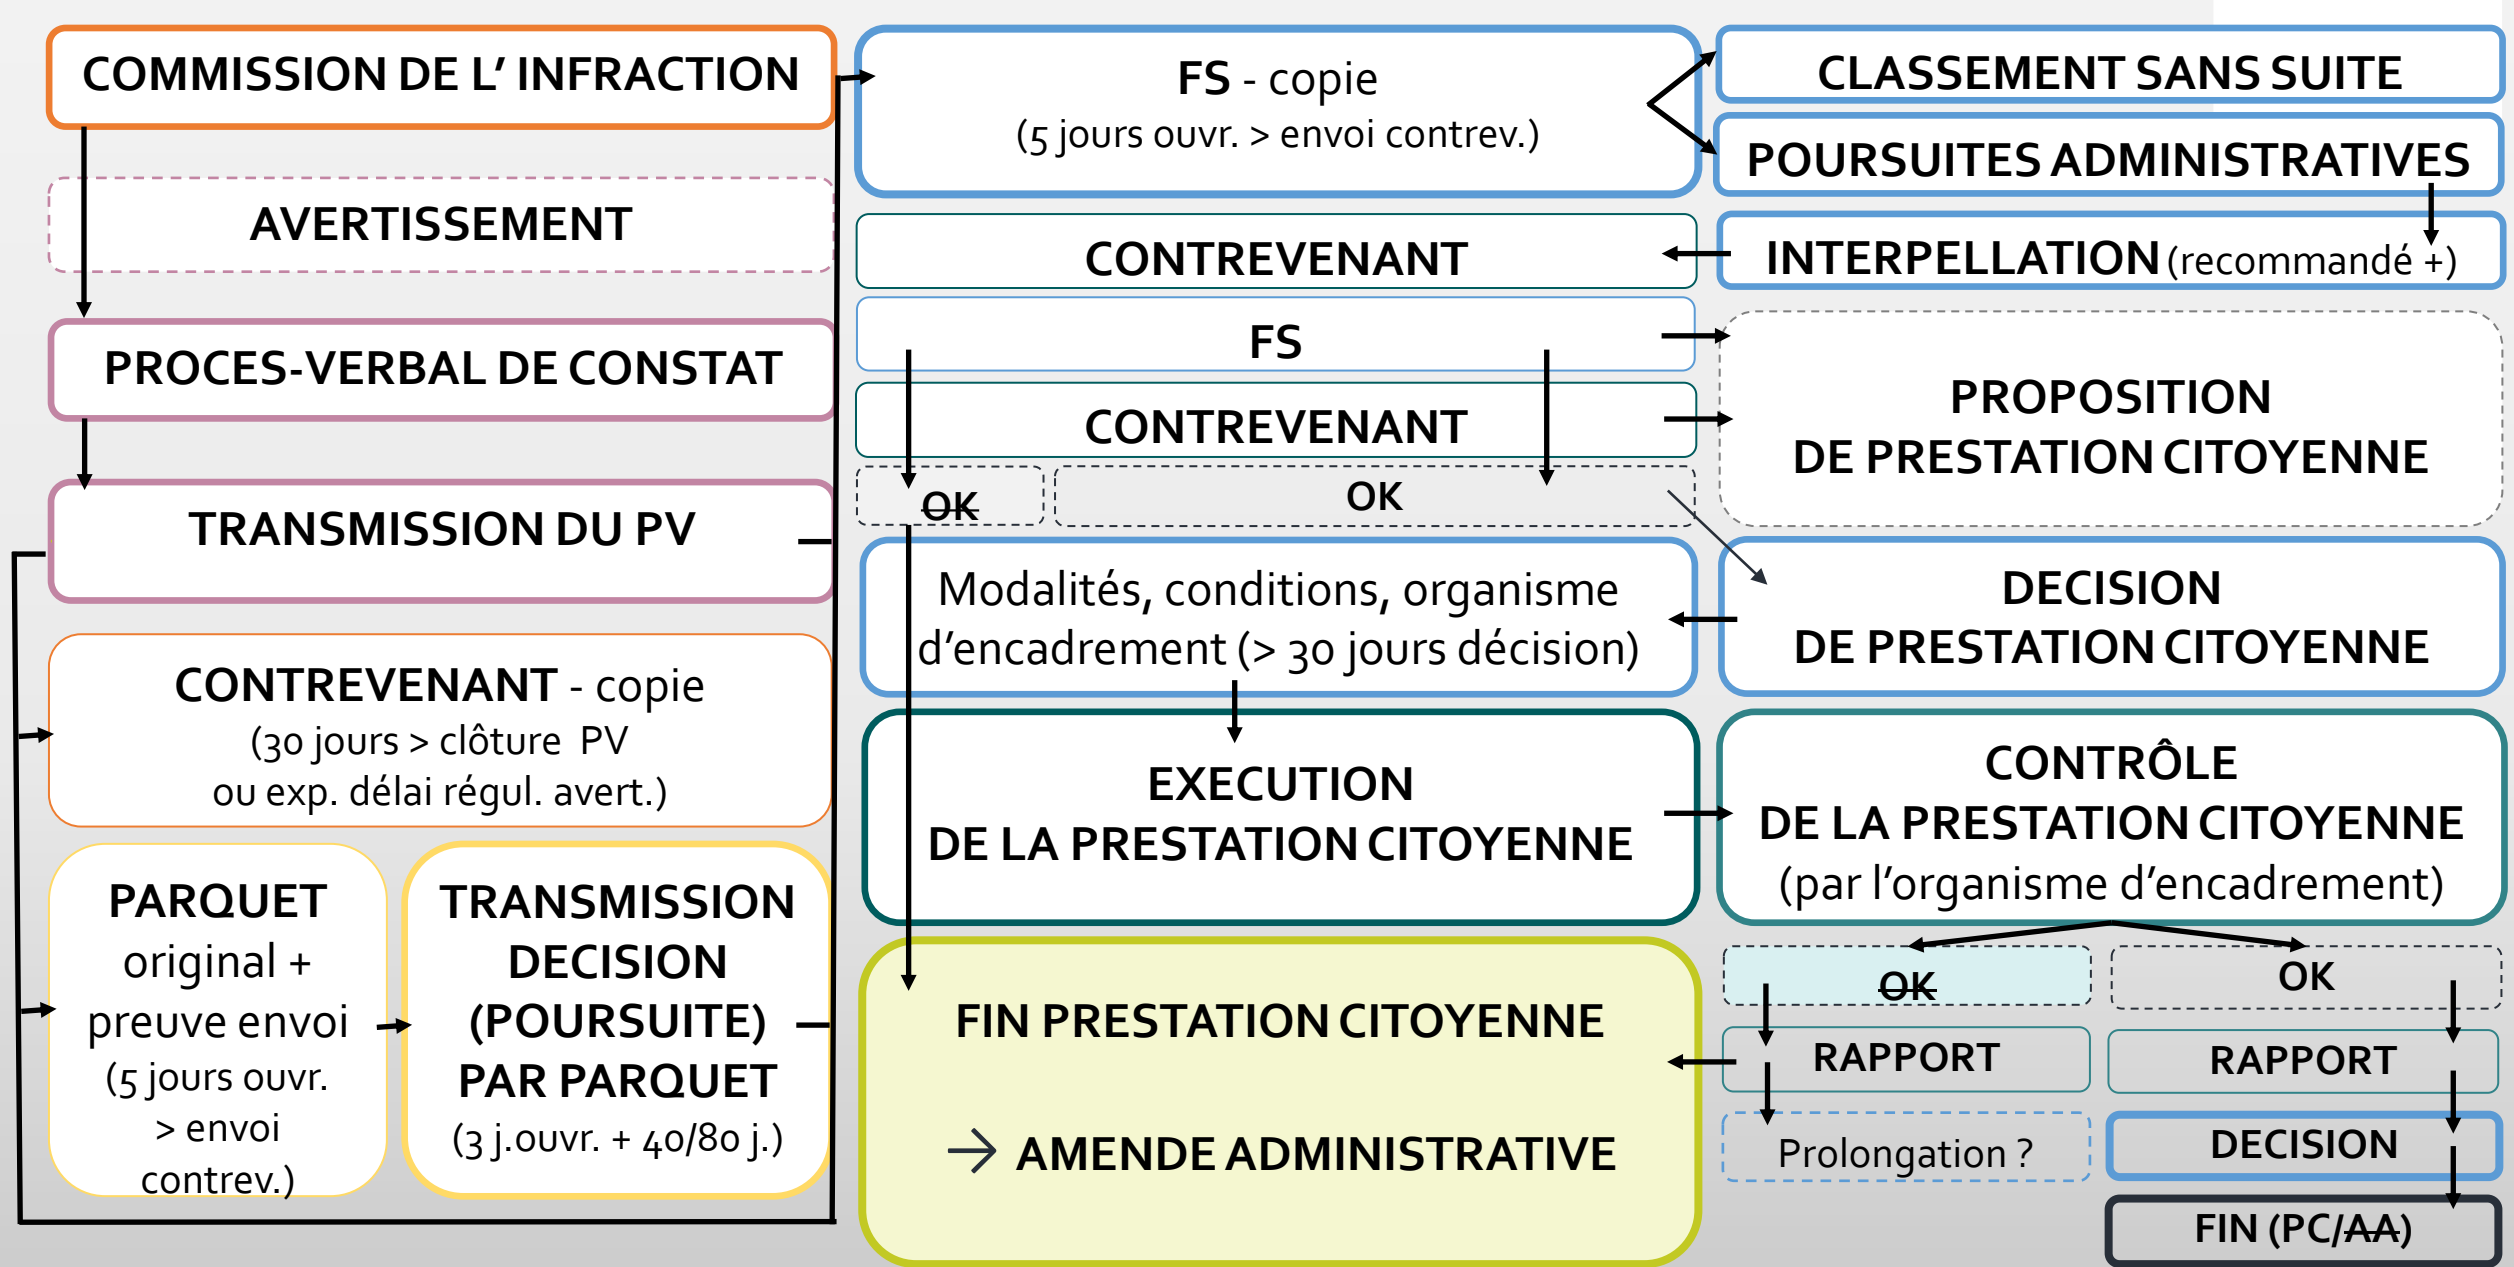 COMMISSION DE L’ INFRACTION
AVERTISSEMENT
PROCES-VERBAL DE CONSTAT
TRANSMISSION DU PV
CONTREVENANT - copie
(30 jours > clôture PV
ou exp. délai régul. avert.)
PARQUET
original +
preuve envoi
(5 jours ouvr.
> envoi
contrev.)
TRANSMISSION
DECISION
(POURSUITE)
PAR PARQUET
(3 j.ouvr. + 40/80 j.)
FS - copie
(5 jours ouvr. > envoi contrev.)
CLASSEMENT SANS SUITE
POURSUITES ADMINISTRATIVES
INTERPELLATION (recommandé +)
CONTREVENANT
FS
CONTREVENANT
PROPOSITION
DE PRESTATION CITOYENNE
OK
OK
DECISION
DE PRESTATION CITOYENNE
Modalités, conditions, organisme
d’encadrement (> 30 jours décision)
EXECUTION
DE LA PRESTATION CITOYENNE
CONTRÔLE
DE LA PRESTATION CITOYENNE
(par l’organisme d’encadrement)
OK
RAPPORT
Prolongation ?
OK
RAPPORT
DECISION
FIN (PC/AA)
FIN PRESTATION CITOYENNE
→ AMENDE ADMINISTRATIVE